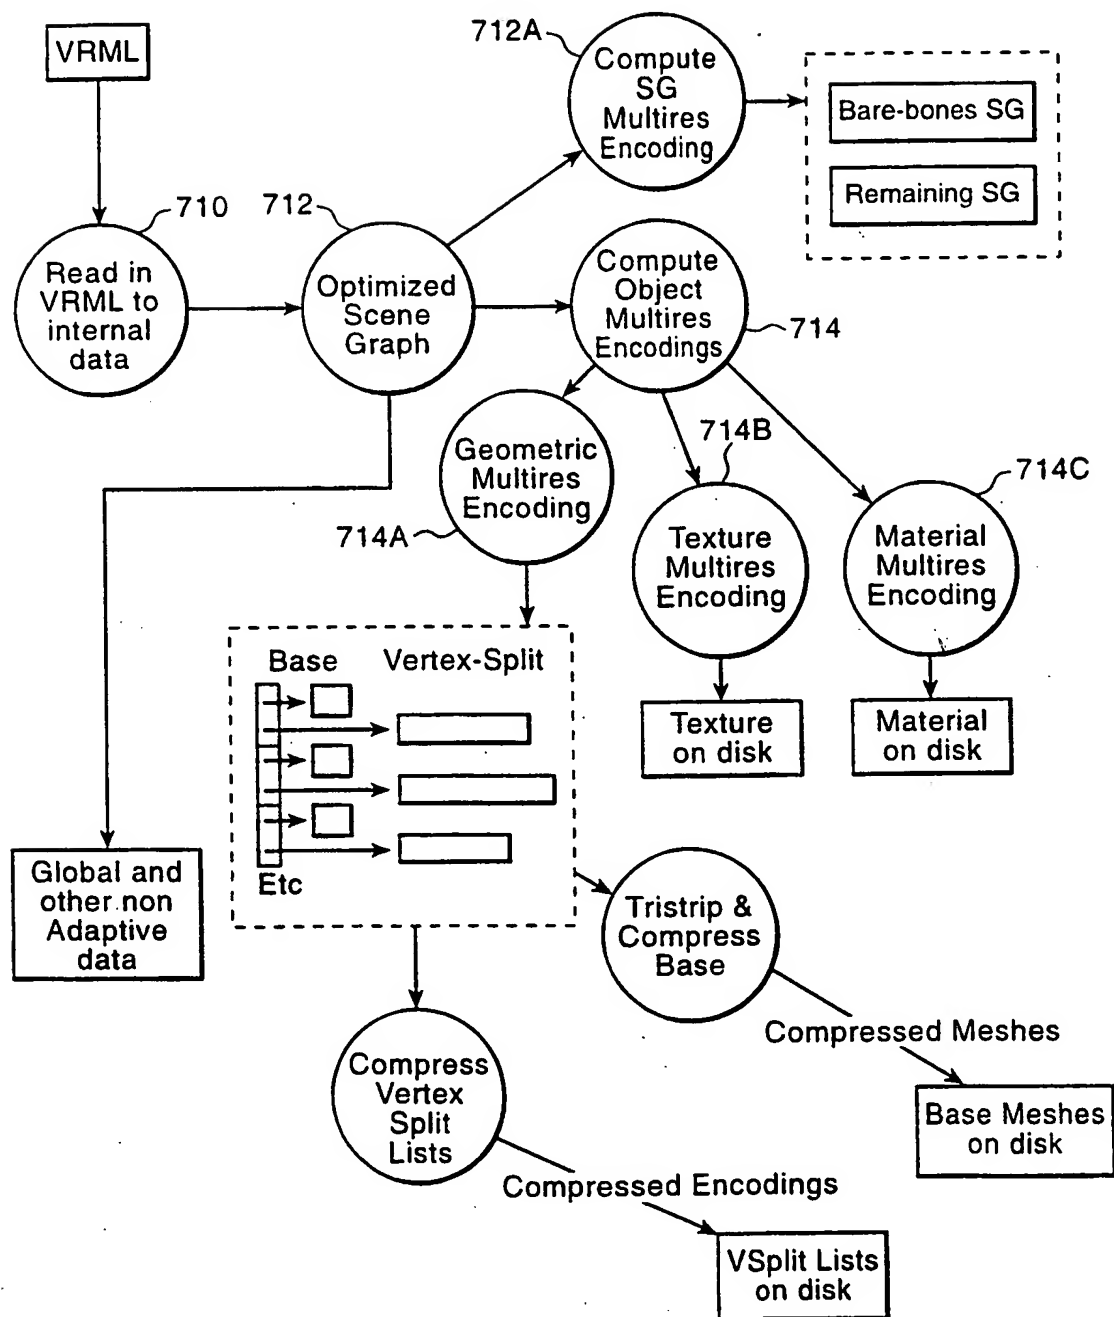 VRML
712A
Compute
SG
Multires
Encoding
Bare-bones SG
Remaining SG
710
712
Read in
VRML to
internal
data
Optimized
Scene
Graph
Compute
Object
Multires
Encodings
714
Geometric
Multires
Encoding
714A
714B
714C
Texture
Multires
Encoding
Material
Multires
Encoding
Base Vertex-Split
Etc
Texture
on disk
Material
on disk
Global and
other non
Adaptive
data
Tristrip &
Compress
Base
Compressed Meshes
Base Meshes
on disk
Compress
Vertex
Split
Lists
Compressed Encodings
VSplit Lists
on disk